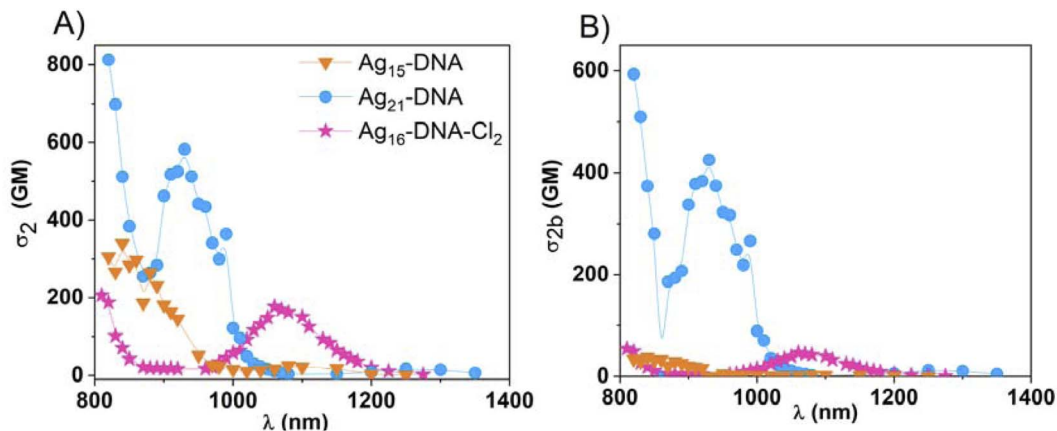 A)
800
600
400
200
0
σ2 (GM)
Ag15-DNA
Ag21-DNA
Ag16-DNA-Cl2
800 1000 1200 1400
λ (nm)
B)
600
400
200
0
σ2b (GM)
800 1000 1200 1400
λ (nm)